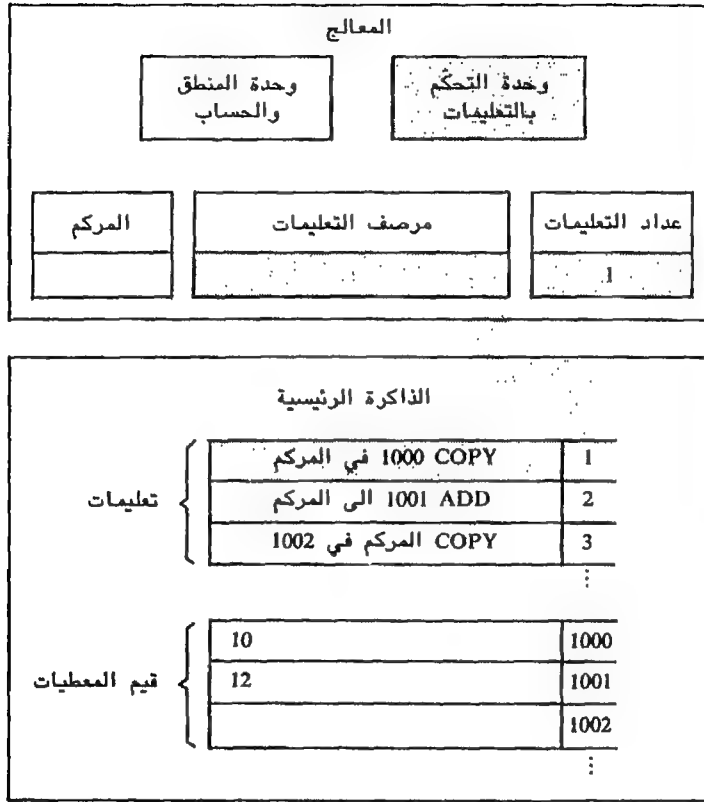 المعالج
وحدة التحكّم
بالتعليمات
وحدة المنطق
والحساب
عداد التعليمات
مرصف التعليمات
المركم
1
الذاكرة الرئيسية
تعليمات
1
COPY 1000 في المركم
2
ADD 1001 الى المركم
3
COPY المركم في 1002
⋮
قيم المعطيات
1000
10
1001
12
1002
⋮